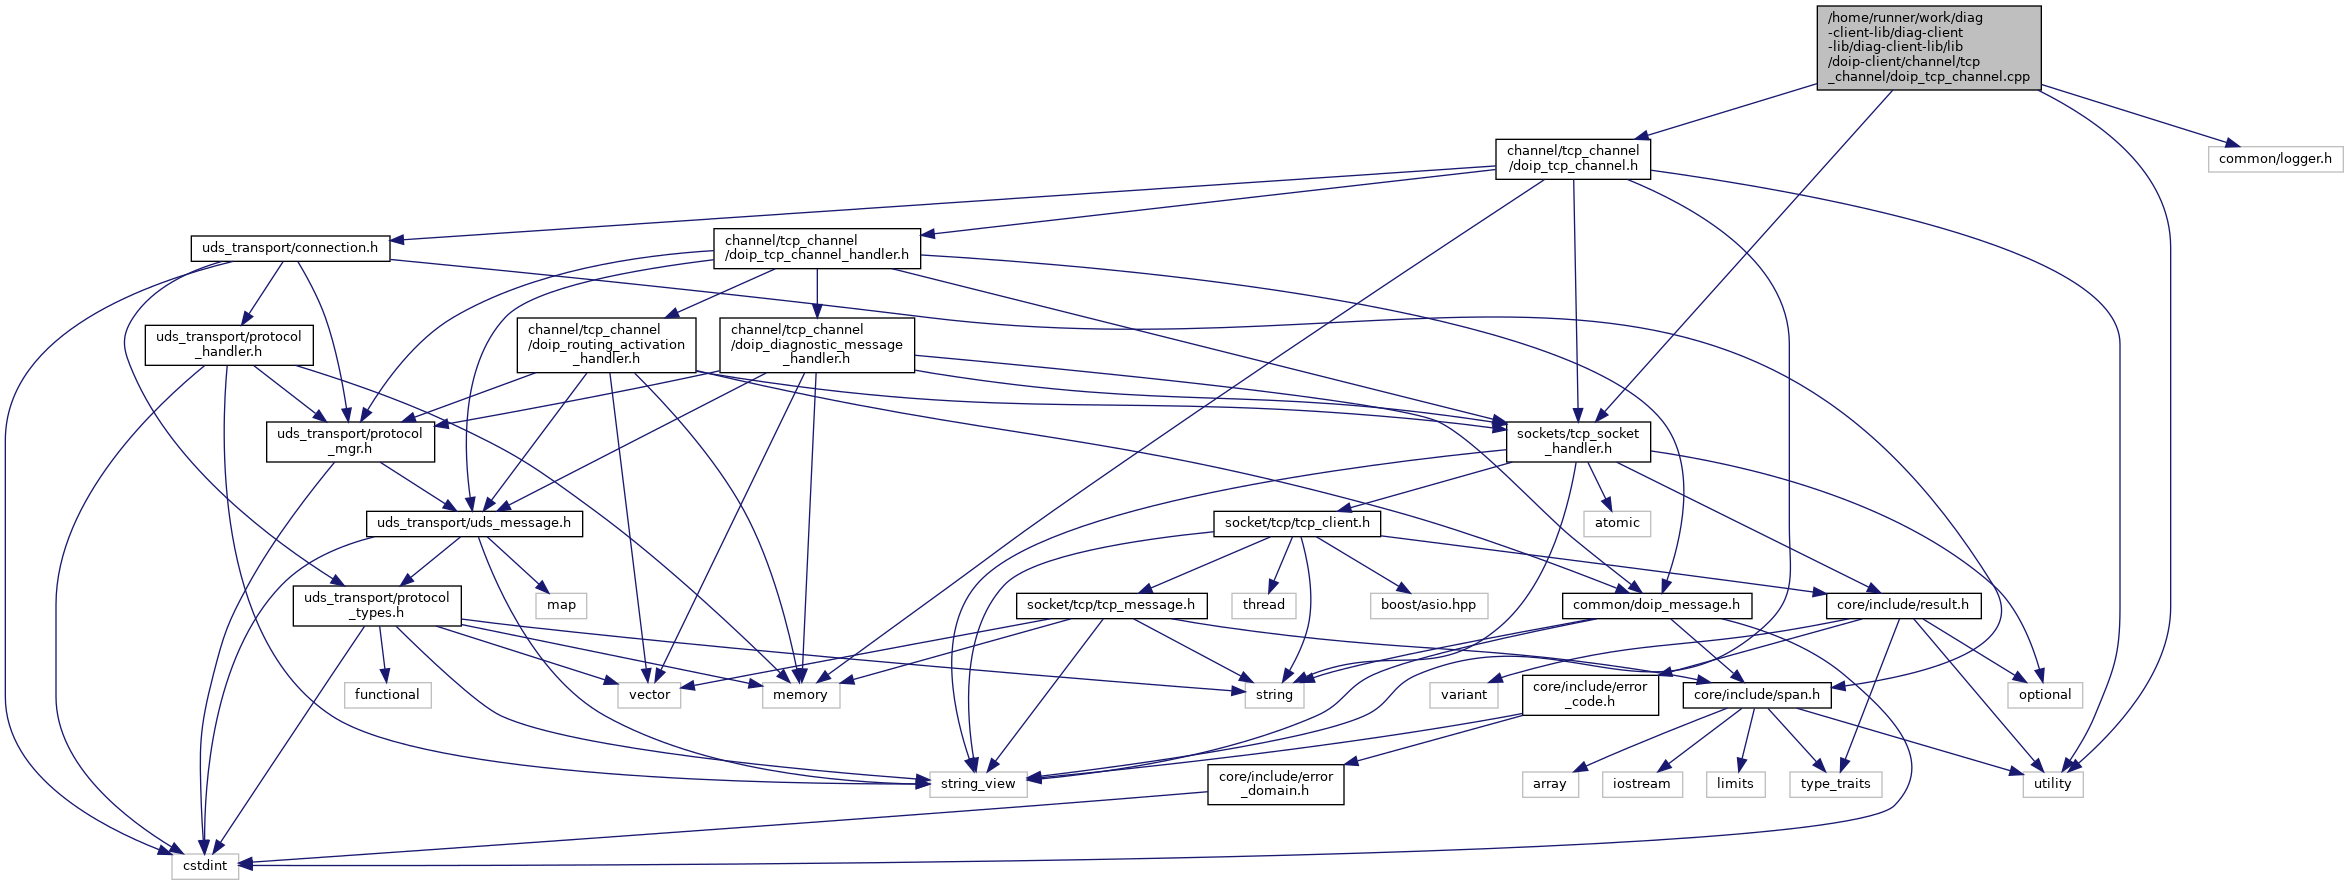 /home/runner/work/diag
-client-lib/diag-client
-lib/diag-client-lib/lib
/doip-client/channel/tcp
_channel/doip_tcp_channel.cpp
channel/tcp_channel
/doip_tcp_channel.h
common/logger.h
uds_transport/connection.h
channel/tcp_channel
/doip_tcp_channel_handler.h
uds_transport/protocol
_handler.h
channel/tcp_channel
/doip_routing_activation
_handler.h
channel/tcp_channel
/doip_diagnostic_message
_handler.h
uds_transport/protocol
_mgr.h
sockets/tcp_socket
_handler.h
uds_transport/uds_message.h
socket/tcp/tcp_client.h
atomic
uds_transport/protocol
_types.h
map
socket/tcp/tcp_message.h
thread
boost/asio.hpp
common/doip_message.h
core/include/result.h
functional
vector
memory
string
variant
core/include/error
_code.h
core/include/span.h
optional
string_view
core/include/error
_domain.h
array
iostream
limits
type_traits
utility
cstdint